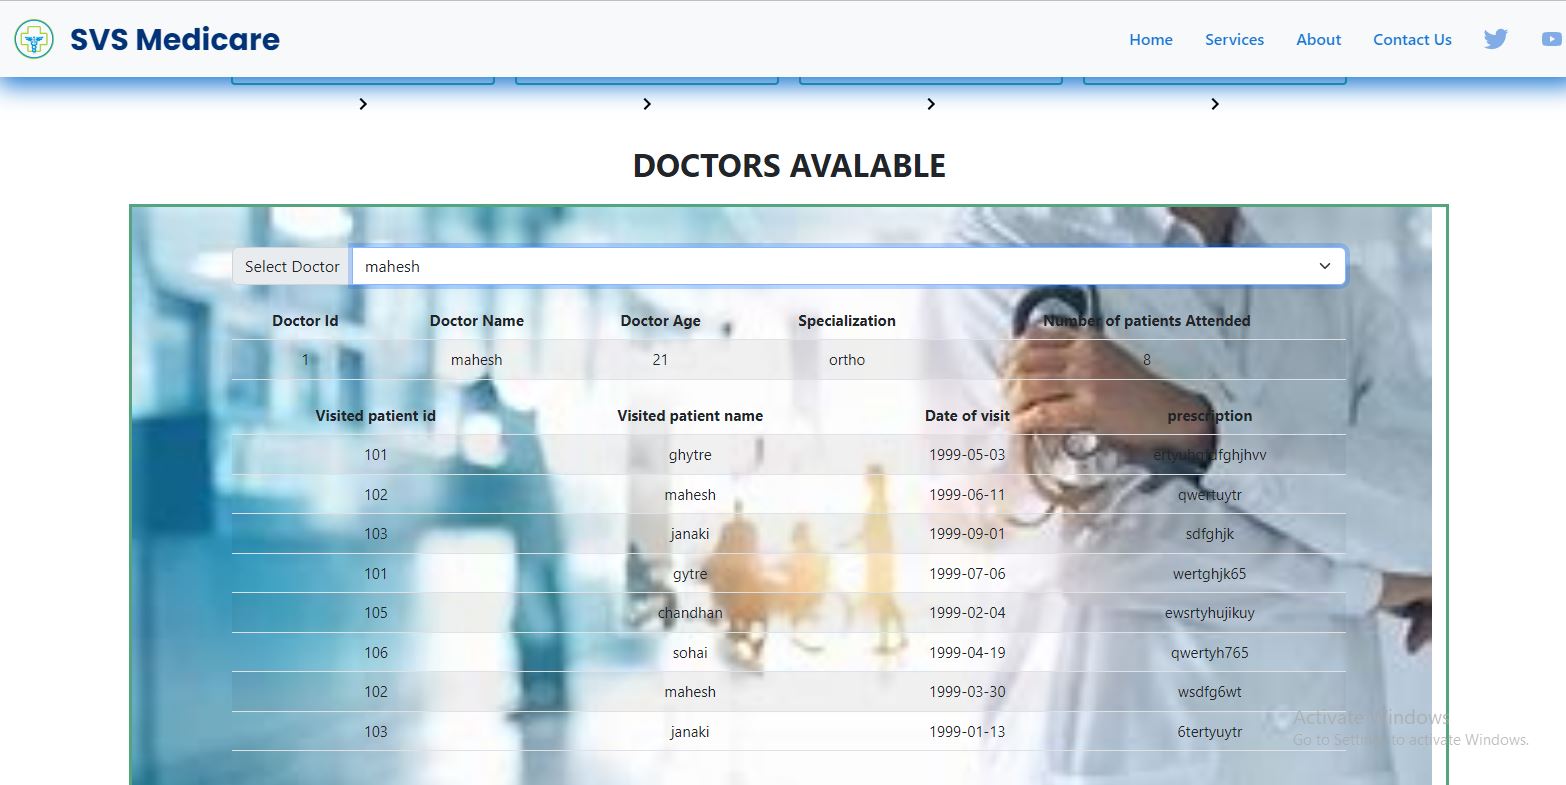 SVS Medicare
Home Services About Contact Us
DOCTORS AVALABLE
Select Doctor mahesh
Doctor Id Doctor Name Doctor Age Specialization Number of patients Attended
1 mahesh 21 ortho 8
Visited patient id Visited patient name Date of visit prescription
101 ghytre 1999-05-03
102 mahesh 1999-06-11 qwertuytr
103 janaki 1999-09-01 sdfghjk
101 gytre 1999-07-06 wertghjk65
105 chandhan 1999-02-04 ewsrtyhujikuy
106 sohai 1999-04-19 qwertyh765
102 mahesh 1999-03-30 wsdfg6wt
103 janaki 1999-01-13 6tertyuytr
Activate Windows
Go to Settings to activate Windows.